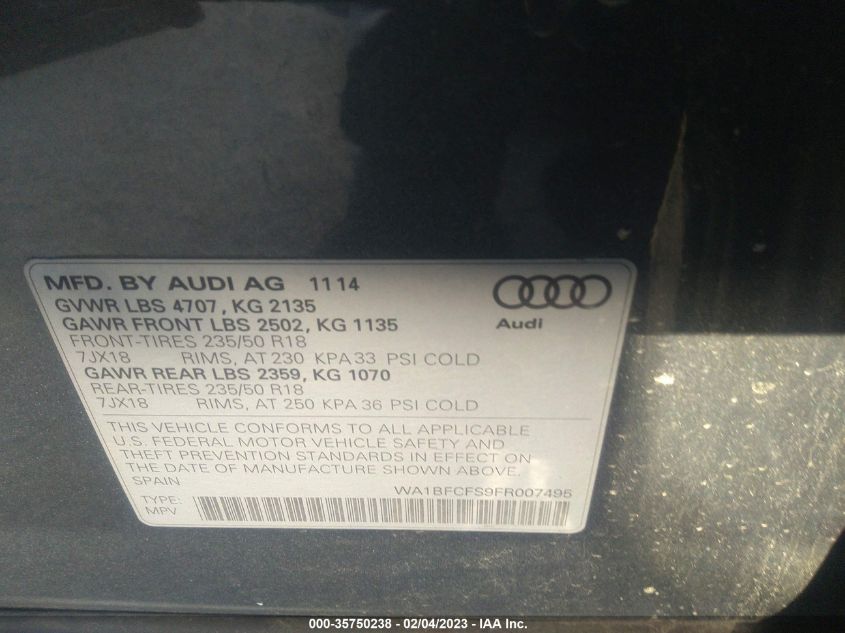 MFD. BY AUDI AG 11 14
GVWR LBS 4707, KG 2135
GAWR FRONT LBS 2502, KG 1135
FRONT-TIRES 235/50 R18
7JX18 RIMS, AT 230 KPA 33 PSI COLD
GAWR REAR LBS 2359, KG 1070
REAR-TIRES 235/50 R18
7JX18 RIMS, AT 250 KPA 36 PSI COLD
Audi
THIS VEHICLE CONFORMS TO ALL APPLICABLE
U.S. FEDERAL MOTOR VEHICLE SAFETY AND
THEFT PREVENTION STANDARDS IN EFFECT ON
THE DATE OF MANUFACTURE SHOWN ABOVE.
SPAIN
WA1BFCFS9FR007495
TYPE:
MPV
000-35750238 - 02/04/2023 - IAA Inc.